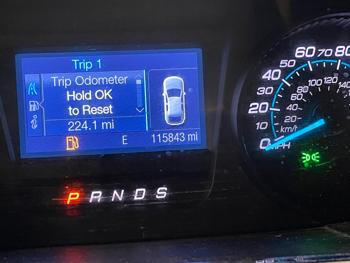 Trip 1
Trip Odometer
Hold OK
to Reset
224.1 mi
E 115843 mi
P R N D S
0 20 30 40 50 60 70 80
20 40 60 80 100 120 140
km/h
MPH